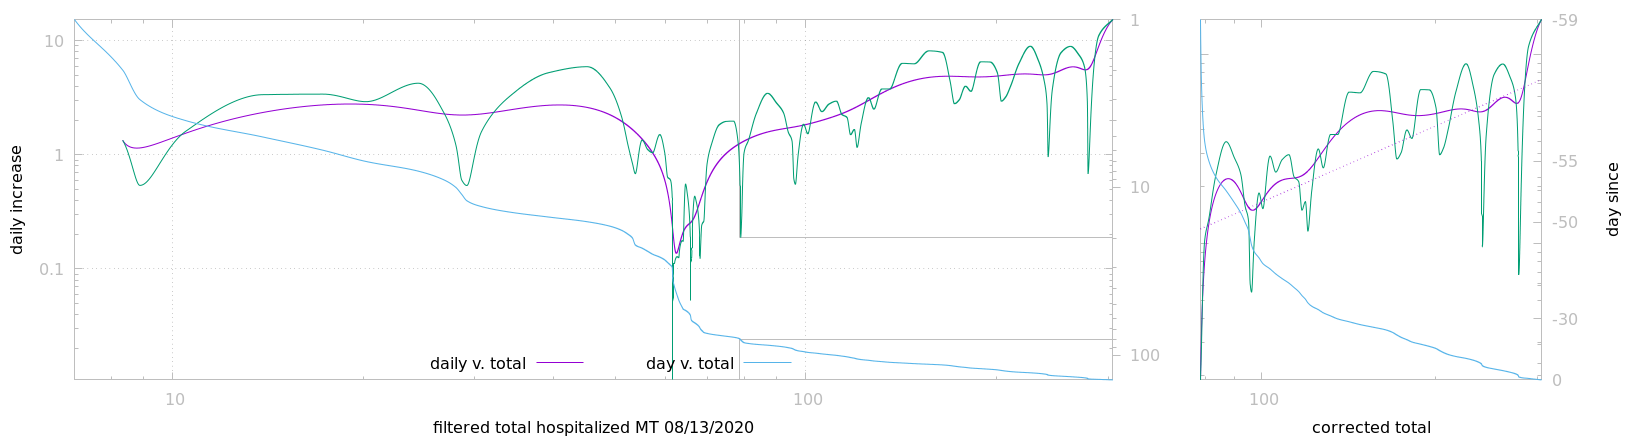 10
1
0.1
daily increase
daily v. total
day v. total
10
100
filtered total hospitalized MT 08/13/2020
1
10
100
100
corrected total
-59
-55
-50
-30
0
day since